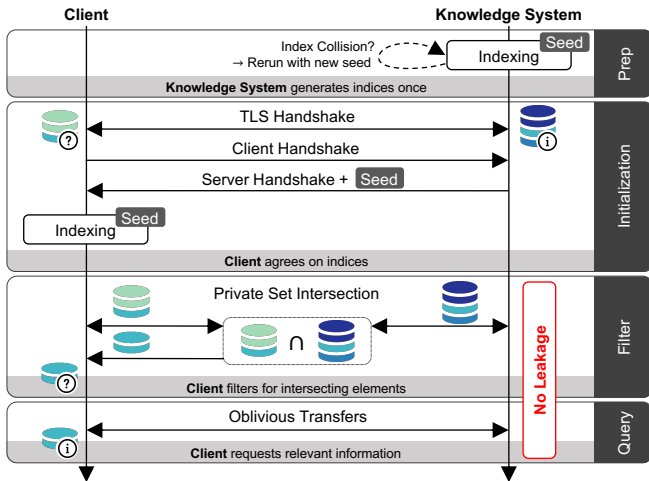 Client
Knowledge System
Index Collision?
→ Rerun with new seed
Seed
Indexing
Knowledge System generates indices once
Prep
TLS Handshake
?
i
Client Handshake
Server Handshake + Seed
Seed
Indexing
Client agrees on indices
Initialization
Private Set Intersection
∩
?
Client filters for intersecting elements
Filter
No Leakage
Oblivious Transfers
i
Client requests relevant information
Query